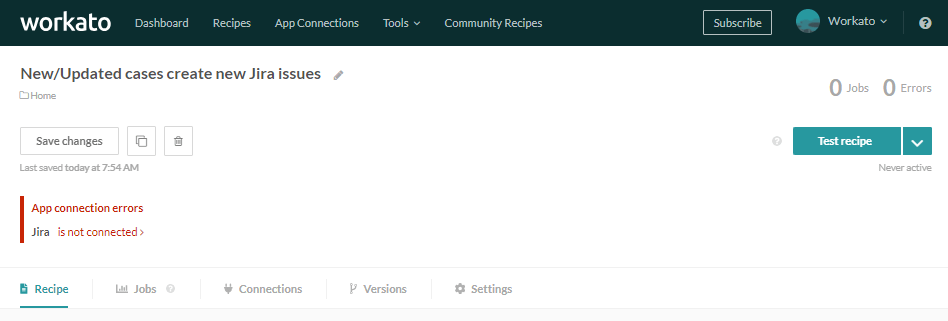 workato Dashboard Recipes App Connections Tools Community Recipes Subscribe Workato ?
New/Updated cases create new Jira issues
Home
0 Jobs 0 Errors
Save changes ? Test recipe
Last saved today at 7:54 AM Never active
App connection errors
Jira is not connected >
Recipe Jobs ? Connections Versions Settings